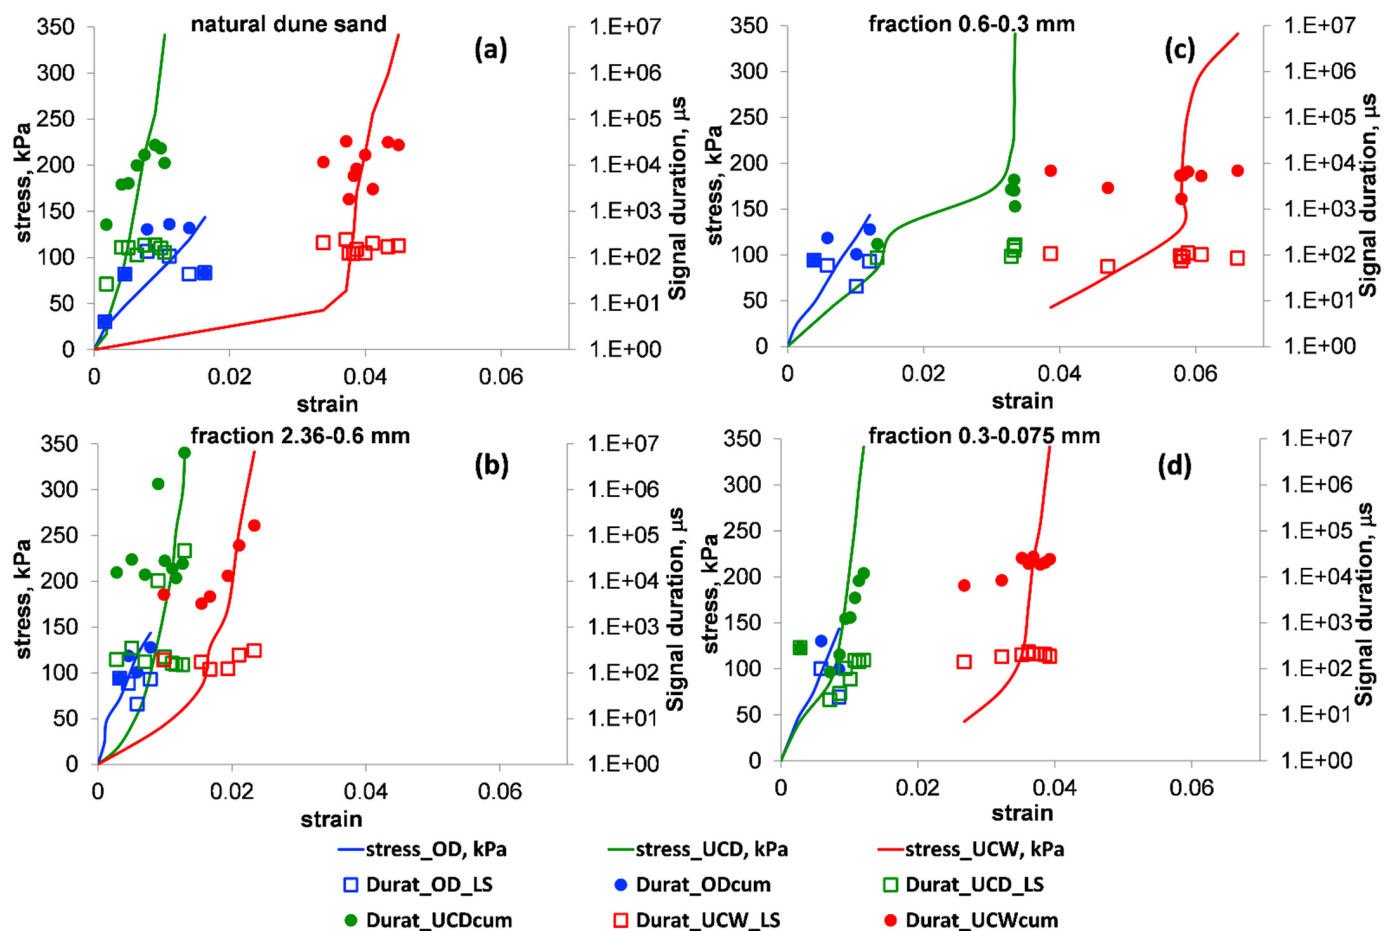 natural dune sand
(a)
stress, kPa
350
300
250
200
150
100
50
0
0
0.02
0.04
0.06
strain
1.E+07
1.E+06
1.E+05
1.E+04
1.E+03
1.E+02
1.E+01
1.E+00
Signal duration, µs
fraction 0.6-0.3 mm
(c)
stress, kPa
350
300
250
200
150
100
50
0
0
0.02
0.04
0.06
strain
1.E+07
1.E+06
1.E+05
1.E+04
1.E+03
1.E+02
1.E+01
1.E+00
Signal duration, µs
fraction 2.36-0.6 mm
(b)
stress, kPa
350
300
250
200
150
100
50
0
0
0.02
0.04
0.06
strain
1.E+07
1.E+06
1.E+05
1.E+04
1.E+03
1.E+02
1.E+01
1.E+00
Signal duration, µs
fraction 0.3-0.075 mm
(d)
stress, kPa
350
300
250
200
150
100
50
0
0
0.02
0.04
0.06
strain
1.E+07
1.E+06
1.E+05
1.E+04
1.E+03
1.E+02
1.E+01
1.E+00
Signal duration, µs
stress_OD, kPa
stress_UCD, kPa
stress_UCW, kPa
Durat_OD_LS
Durat_ODcum
Durat_UCD_LS
Durat_UCDcum
Durat_UCW_LS
Durat_UCWcum